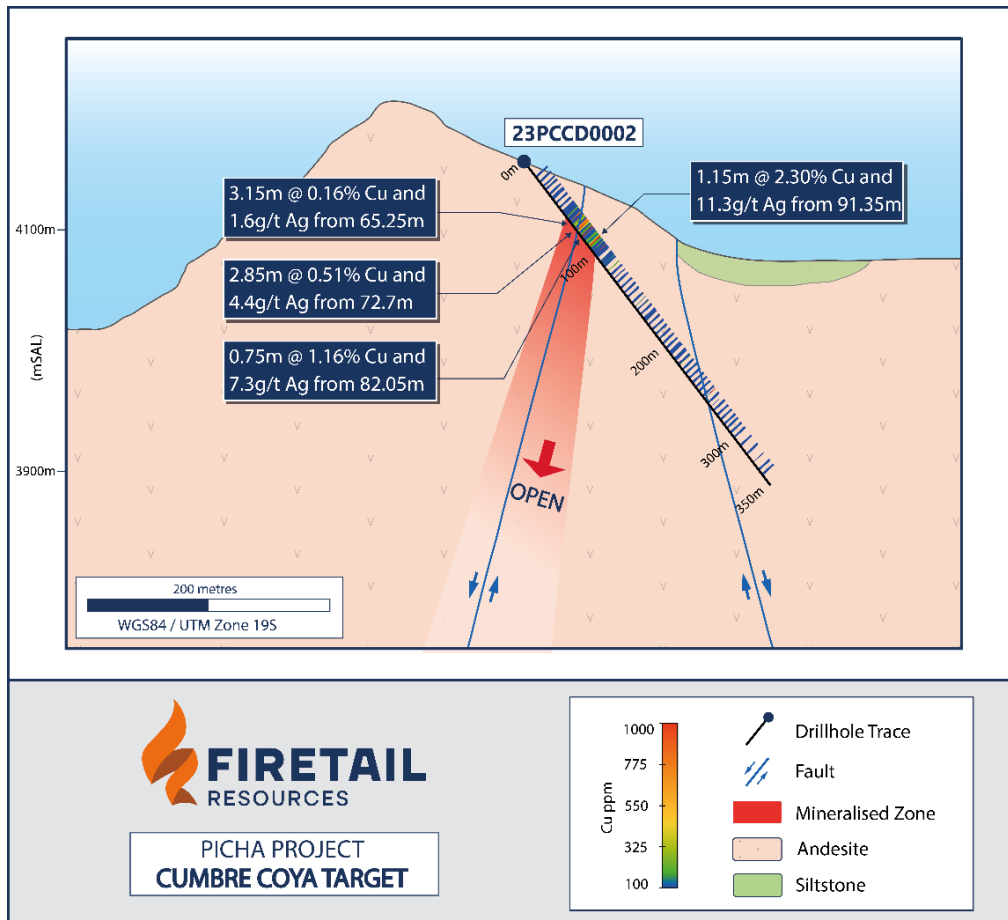 23PCCD0002
3.15m @ 0.16% Cu and
1.6g/t Ag from 65.25m
1.15m @ 2.30% Cu and
11.3g/t Ag from 91.35m
2.85m @ 0.51% Cu and
4.4g/t Ag from 72.7m
0.75m @ 1.16% Cu and
7.3g/t Ag from 82.05m
0m
100m
200m
300m
350m
4100m
3900m
(mSAL)
OPEN
200 metres
WGS84 / UTM Zone 19S
FIRETAIL
RESOURCES
PICHA PROJECT
CUMBRE COYA TARGET
Cu ppm
1000
775
550
325
100
Drillhole Trace
Fault
Mineralised Zone
Andesite
Siltstone